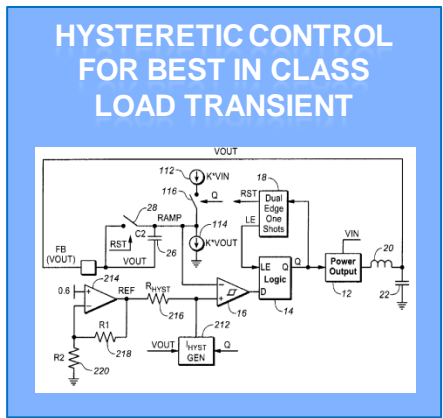 HYSTERETIC CONTROL
FOR BEST IN CLASS
LOAD TRANSIENT
VOUT
112
K*VIN
18
116
Q
RST
Dual
Edge
One
Shots
28
RAMP
114
LE
VIN
C2
RST
K*VOUT
20
FB
(VOUT)
VOUT
26
214
LE
Q
Logic
D
Q
Power
Output
0.6
REF
RHYST
216
212
16
14
12
22
R1
218
VOUT
IHYST
GEN
Q
R2
220